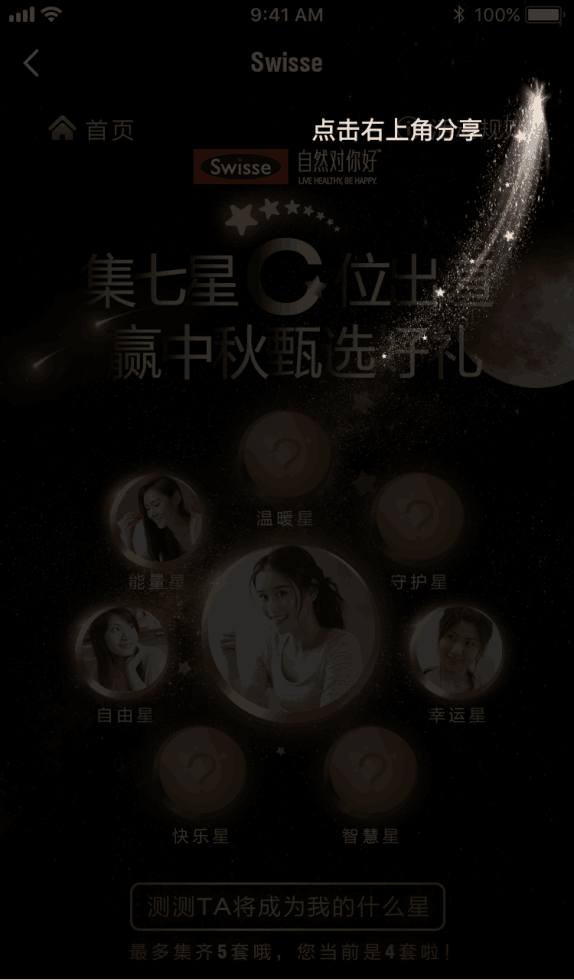 9:41 AM 100%
Swisse
首页
点击右上角分享
Swisse 自然对你好
LIVE HEALTHY, BE HAPPY.
集七星C位出道
赢中秋甄选好礼
温暖星
能量星 守护星
自由星 幸运星
快乐星 智慧星
测测TA将成为我的什么星
最多集齐5套哦，您当前是4套啦！